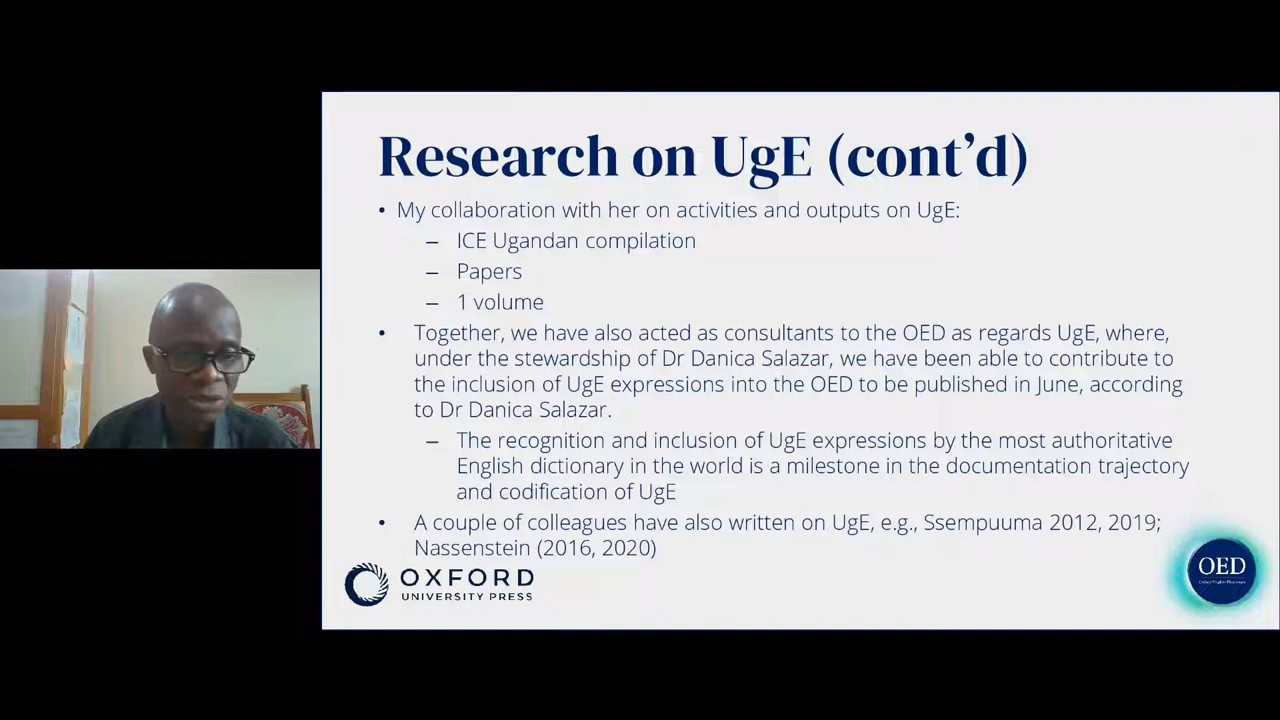 Research on UgE (cont’d)
• My collaboration with her on activities and outputs on UgE:
– ICE Ugandan compilation
– Papers
– 1 volume
• Together, we have also acted as consultants to the OED as regards UgE, where,
under the stewardship of Dr Danica Salazar, we have been able to contribute to
the inclusion of UgE expressions into the OED to be published in June, according
to Dr Danica Salazar.
– The recognition and inclusion of UgE expressions by the most authoritative
English dictionary in the world is a milestone in the documentation trajectory
and codification of UgE
• A couple of colleagues have also written on UgE, e.g., Ssempuuma 2012, 2019;
Nassenstein (2016, 2020)
OXFORD
UNIVERSITY PRESS
OED
Oxford English Dictionary